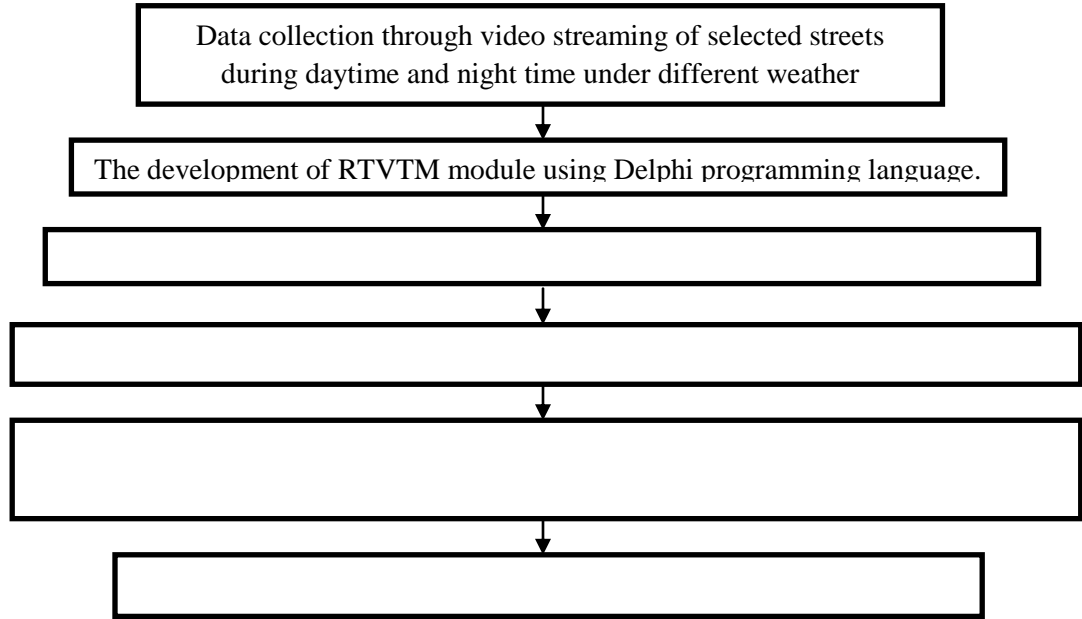 Data collection through video streaming of selected streets
during daytime and night time under different weather
The development of RTVTM module using Delphi programming language.